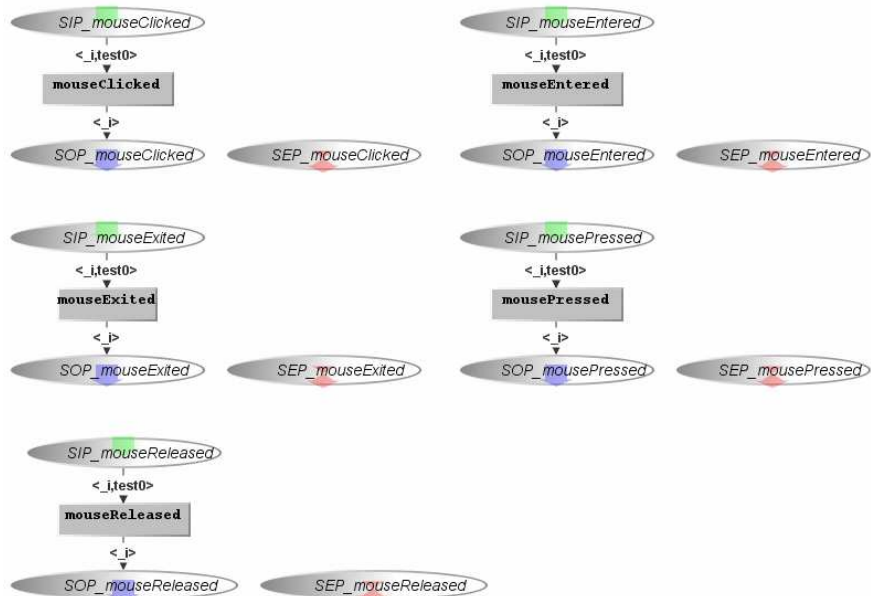 SIP_mouseClicked
<_i,test0>
mouseClicked
<_i>
SOP_mouseClicked
SEP_mouseClicked
SIP_mouseEntered
<_i,test0>
mouseEntered
<_i>
SOP_mouseEntered
SEP_mouseEntered
SIP_mouseExited
<_i,test0>
mouseExited
<_i>
SOP_mouseExited
SEP_mouseExited
SIP_mousePressed
<_i,test0>
mousePressed
<_i>
SOP_mousePressed
SEP_mousePressed
SIP_mouseReleased
<_i,test0>
mouseReleased
<_i>
SOP_mouseReleased
SEP_mouseReleased